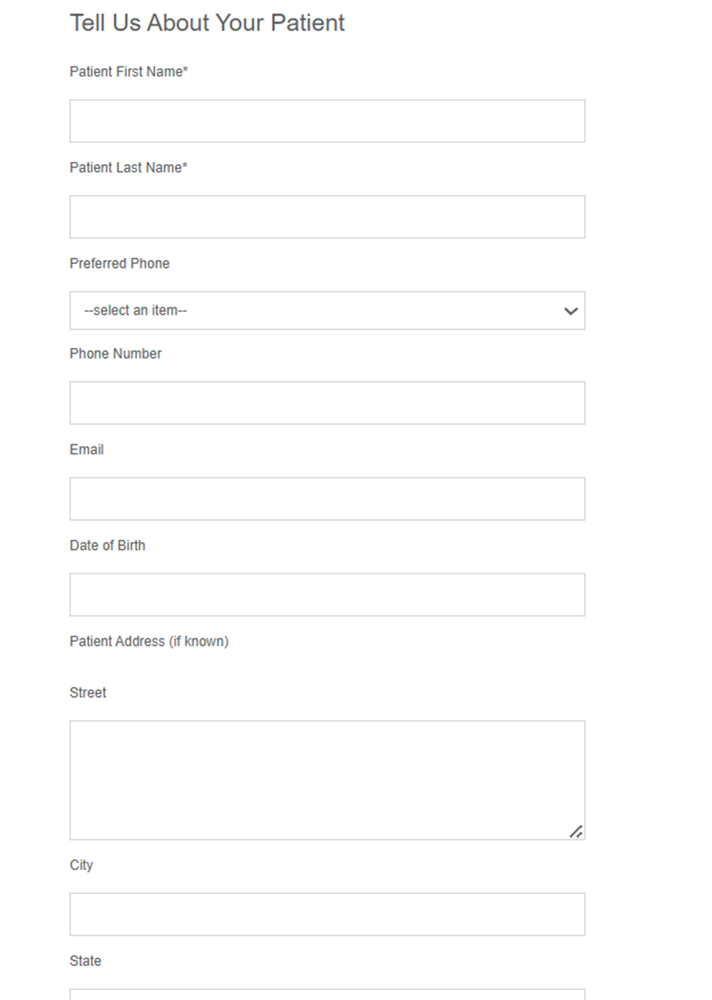 Tell Us About Your Patient
Patient First Name*
Patient Last Name*
Preferred Phone
--select an item--
Phone Number
Email
Date of Birth
Patient Address (if known)
Street
City
State